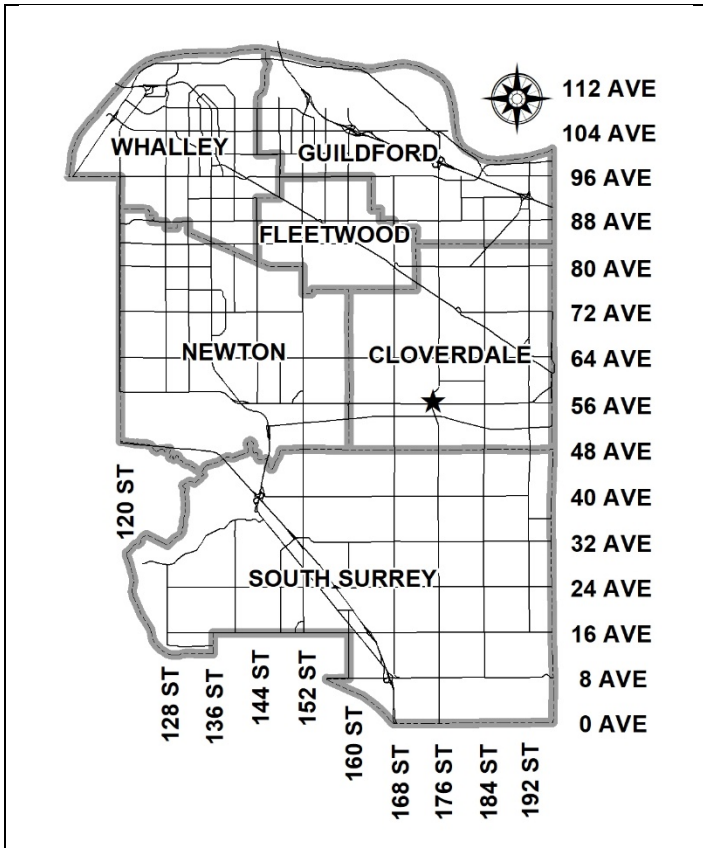 112 AVE
104 AVE
WHALLEY
GUILDFORD
96 AVE
88 AVE
FLEETWOOD
80 AVE
72 AVE
NEWTON
CLOVERDALE
64 AVE
56 AVE
48 AVE
120 ST
40 AVE
32 AVE
SOUTH SURREY
24 AVE
16 AVE
8 AVE
0 AVE
128 ST
136 ST
144 ST
152 ST
160 ST
168 ST
176 ST
184 ST
192 ST